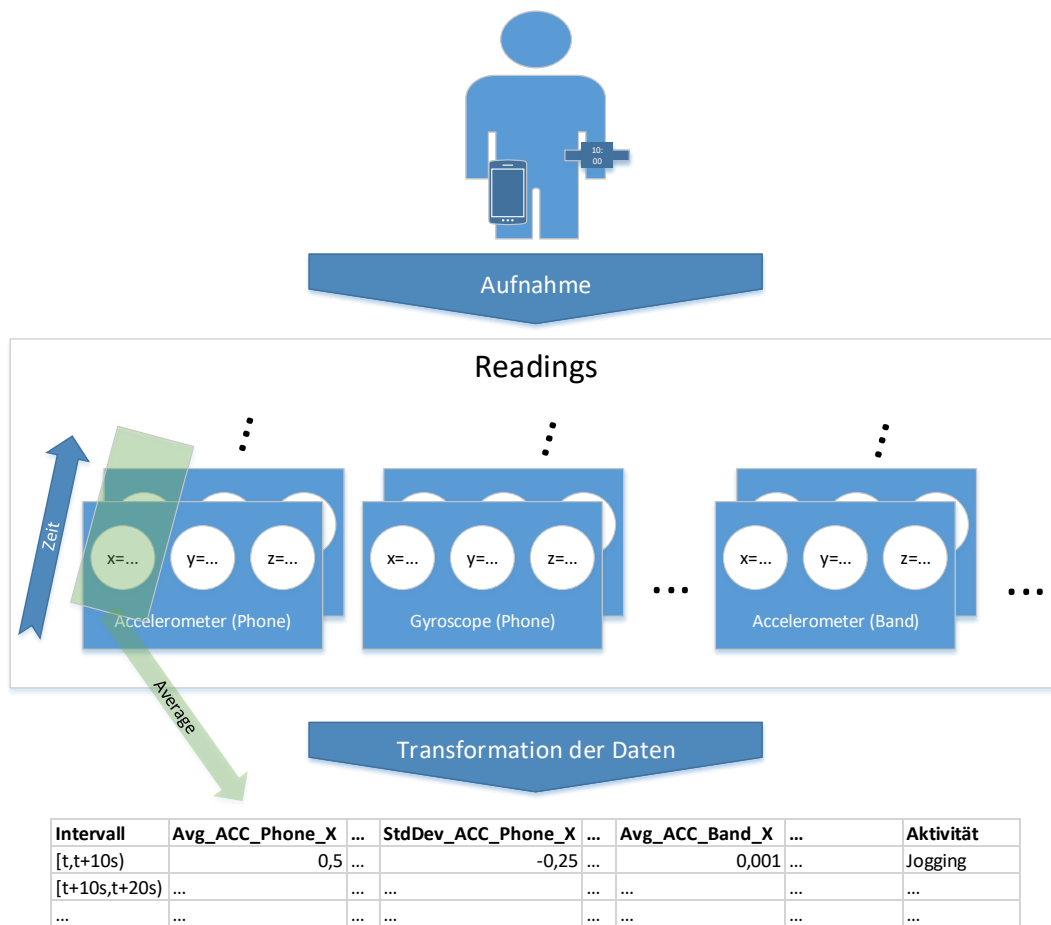 10:
00
Aufnahme
Readings
Zeit
x=... y=... z=...
Accelerometer (Phone)
x=... y=... z=...
Gyroscope (Phone)
...
x=... y=... z=...
Accelerometer (Band)
...
Average
Transformation der Daten
Intervall Avg_ACC_Phone_X ... StdDev_ACC_Phone_X ... Avg_ACC_Band_X ... Aktivität
[t,t+10s) 0,5 ... -0,25 ... 0,001 ... Jogging
[t+10s,t+20s) ... ... ... ... ... ... ...
... ... ... ... ... ... ... ...